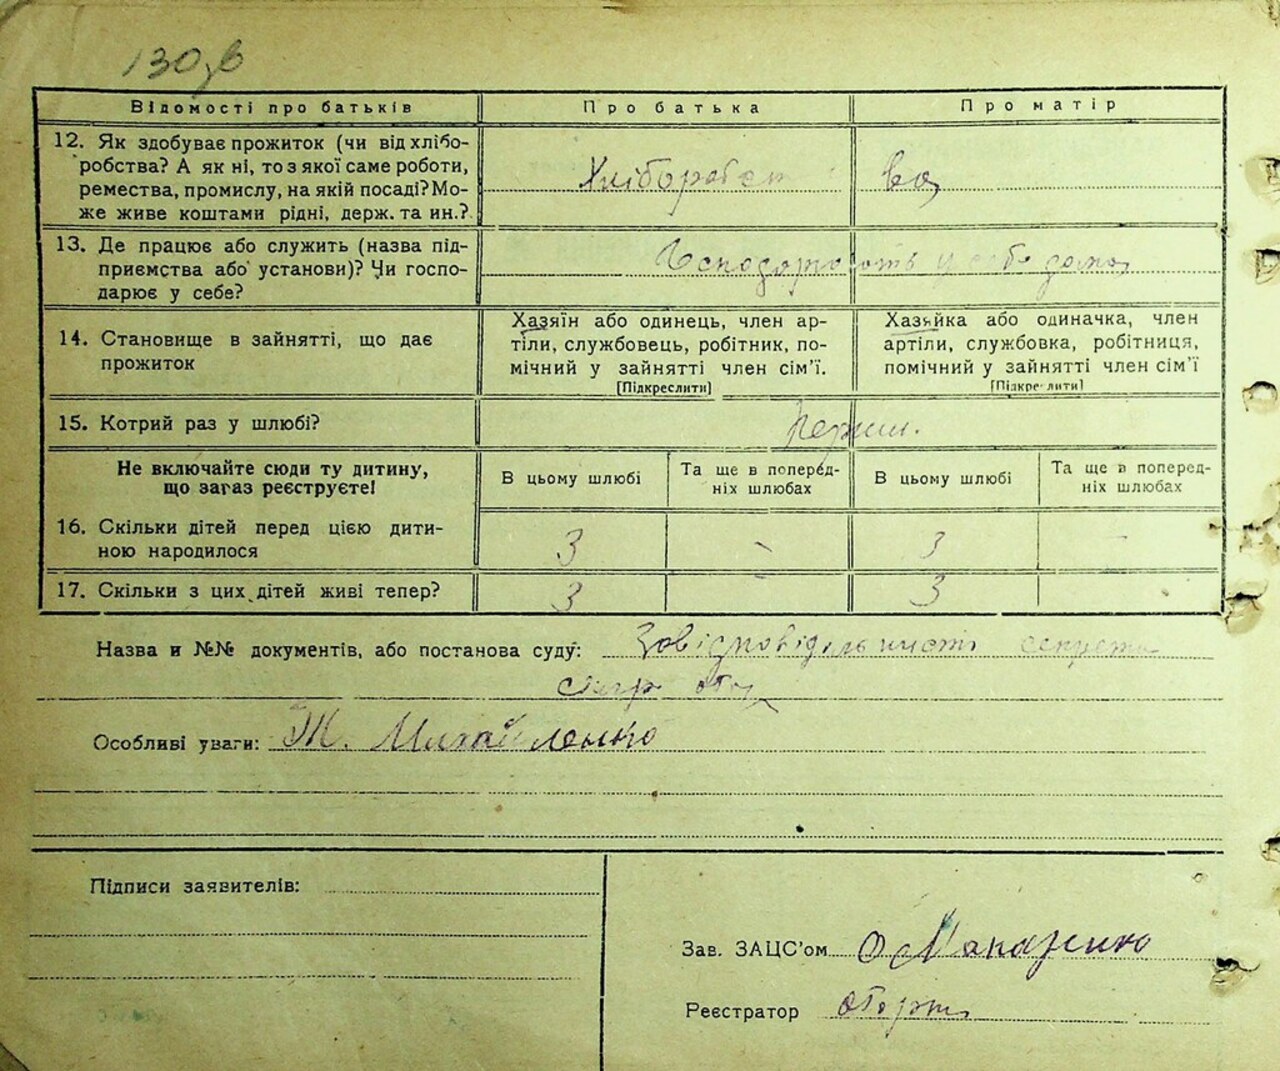 130 зв
Відомості про батьків Про батька Про матір
12. Як здобуває прожиток (чи від хлібо-
робства? А як ні, то з якої саме роботи,
ремества, промислу, на якій посаді? Мо-
же живе коштами рідні, держ. та ин.?
Хлібороб
13. Де працює або служить (назва під-
приємства або установи)? Чи госпо-
дарює у себе?
у себе дома
14. Становище в зайнятті, що дає
прожиток
Хазяїн або одинець, член ар-
тіли, службовець, робітник, по-
мічний у зайнятті член сім'ї.
[Підкреслити]
Хазяйка або одиначка, член
артіли, службовка, робітниця,
помічний у зайнятті член сім'ї
[Підкреслити]
15. Котрий раз у шлюбі?
Перший.
Не включайте сюди ту дитину,
що загаз реєструєте!
В цьому шлюбі
Та ще в поперед-
ніх шлюбах
В цьому шлюбі
Та ще в поперед-
ніх шлюбах
16. Скільки дітей перед цією дити-
ною народилося
3 - 3 -
17. Скільки з цих дітей живі тепер?
3 - 3
Назва и №№ документів, або постанова суду:
Особливі уваги: Т. Михайленко
Підписи заявителів:
Зав. ЗАЦС'ом О Макаренко
Реєстратор